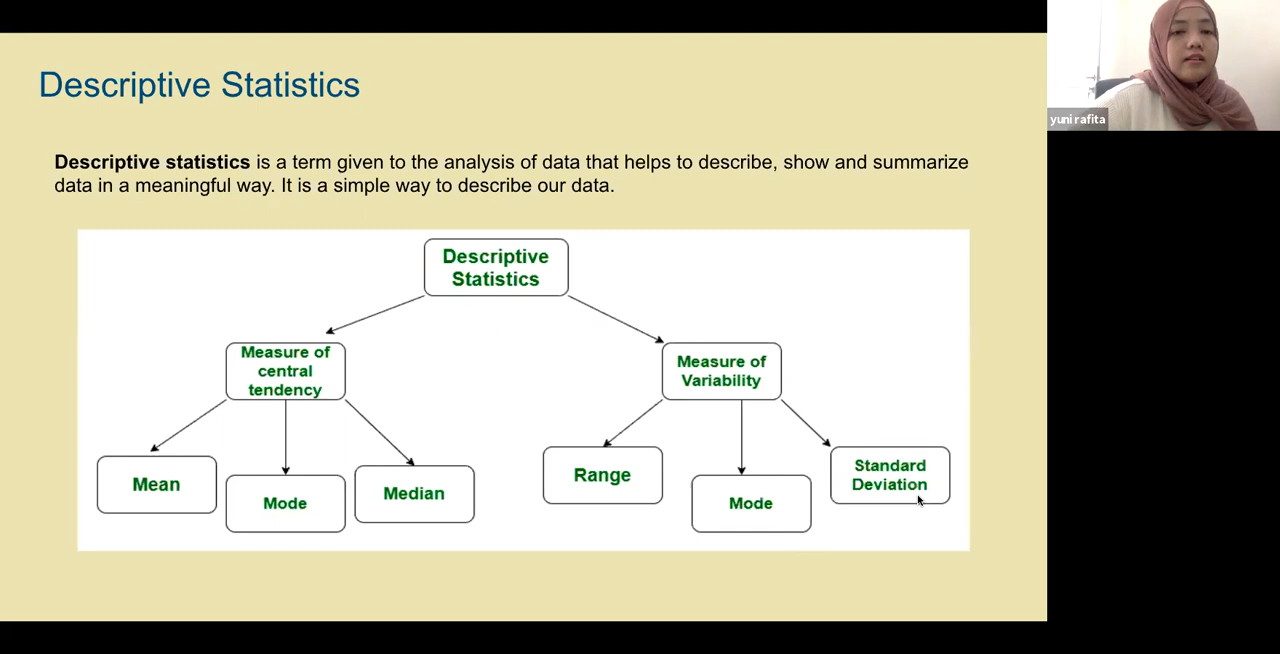 Descriptive Statistics
Descriptive statistics is a term given to the analysis of data that helps to describe, show and summarize
data in a meaningful way. It is a simple way to describe our data.
Descriptive
Statistics
Measure of
central
tendency
Measure of
Variability
Mean
Mode
Median
Range
Mode
Standard
Deviation
yuni rafita